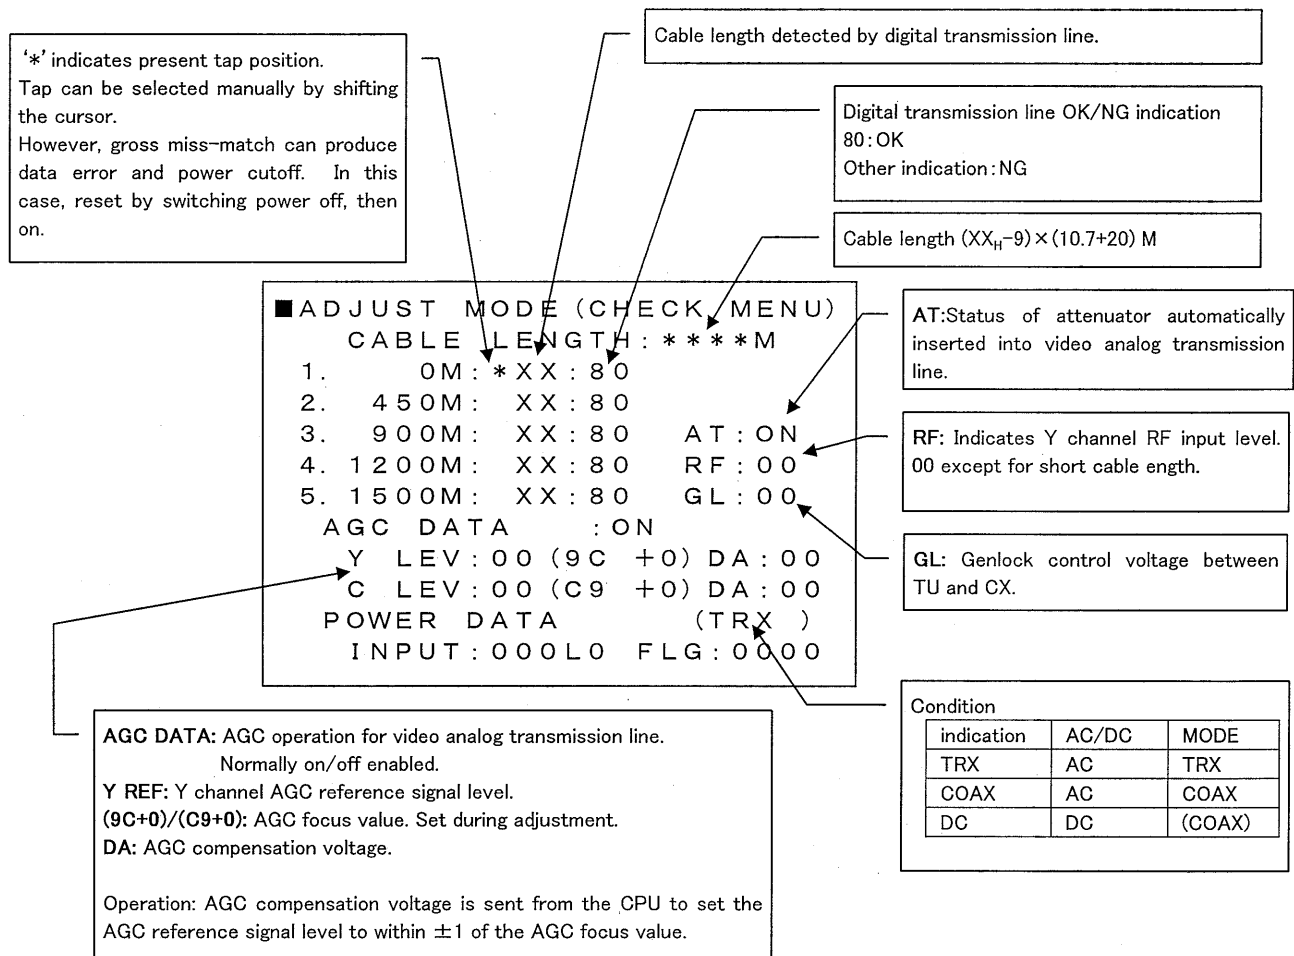 ‘*’ indicates present tap position.
Tap can be selected manually by shifting
the cursor.
However, gross miss-match can produce
data error and power cutoff. In this
case, reset by switching power off, then
on.
Cable length detected by digital transmission line.
Digital transmission line OK/NG indication
80:OK
Other indication:NG
Cable length (XXH-9)×(10.7+20) M
■ADJUST MODE(CHECK MENU)
CABLE LENGTH:****M
1. 0M:*XX:80
2. 450M: XX:80
3. 900M: XX:80 AT:ON
4. 1200M: XX:80 RF:00
5. 1500M: XX:80 GL:00
AGC DATA :ON
Y LEV:00(9C +0)DA:00
C LEV:00(C9 +0)DA:00
POWER DATA (TRX )
INPUT:000L0 FLG:0000
AT:Status of attenuator automatically
inserted into video analog transmission
line.
RF: Indicates Y channel RF input level.
00 except for short cable ength.
GL: Genlock control voltage between
TU and CX.
AGC DATA: AGC operation for video analog transmission line.
Normally on/off enabled.
Y REF: Y channel AGC reference signal level.
(9C+0)/(C9+0): AGC focus value. Set during adjustment.
DA: AGC compensation voltage.
Operation: AGC compensation voltage is sent from the CPU to set the
AGC reference signal level to within ±1 of the AGC focus value.
Condition
indication AC/DC MODE
TRX AC TRX
COAX AC COAX
DC DC (COAX)